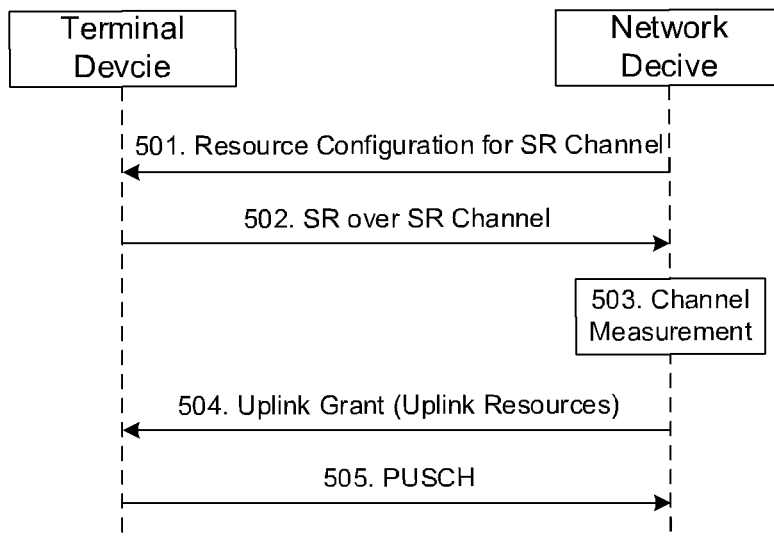 Terminal
Devcie
Network
Decive
501. Resource Configuration for SR Channel
502. SR over SR Channel
503. Channel
Measurement
504. Uplink Grant (Uplink Resources)
505. PUSCH